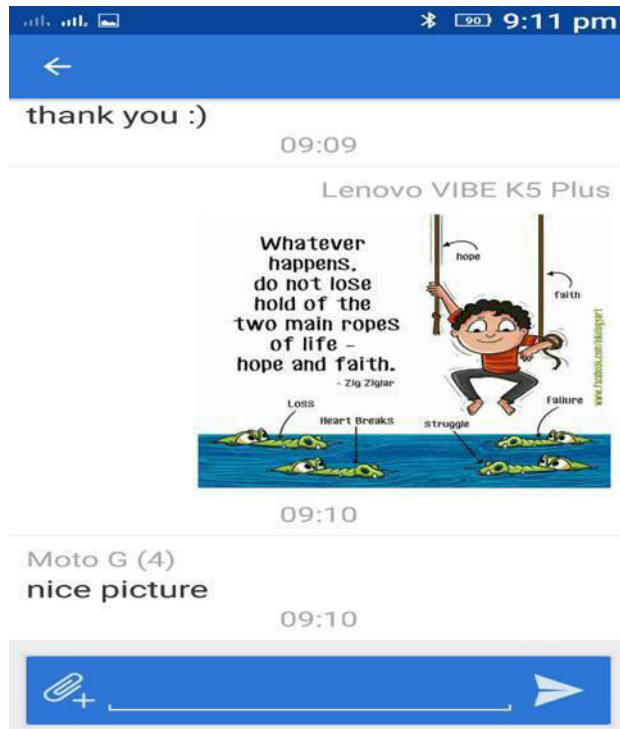 90 9:11 pm
thank you :)
09:09
Lenovo VIBE K5 Plus
Whatever
happens,
do not lose
hold of the
two main ropes
of life -
hope and faith.
- Zig Ziglar
hope
faith
Loss
Heart Breaks
struggle
Failure
09:10
Moto G (4)
nice picture
09:10